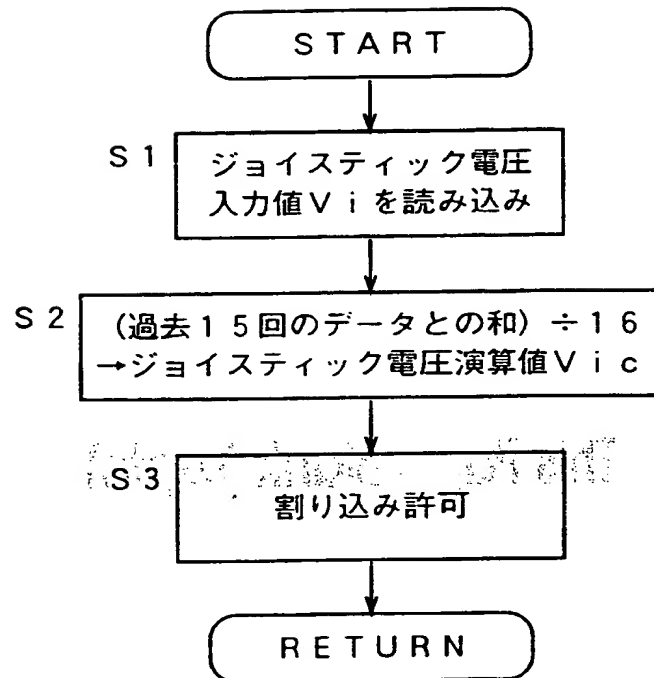 START
S1
ジョイスティック電圧
入力値Viを読み込み
S2
(過去15回のデータとの和)÷16
→ジョイスティック電圧演算値Vic
S3
割り込み許可
RETURN